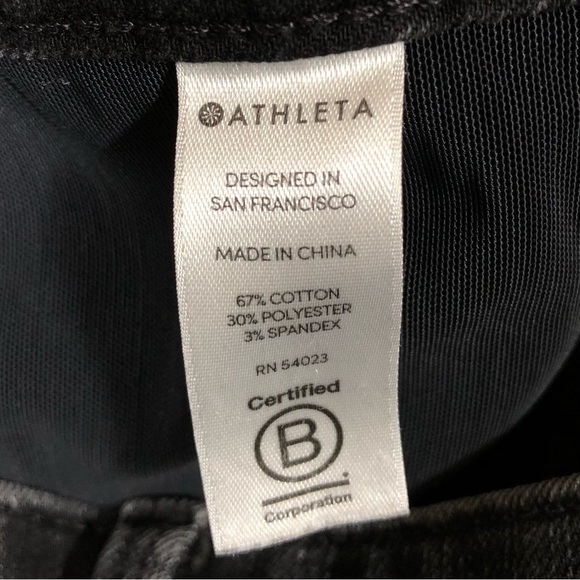 ATHLETA
DESIGNED IN
SAN FRANCISCO
MADE IN CHINA
67% COTTON
30% POLYESTER
3% SPANDEX
RN 54023
Certified
B
Corporation